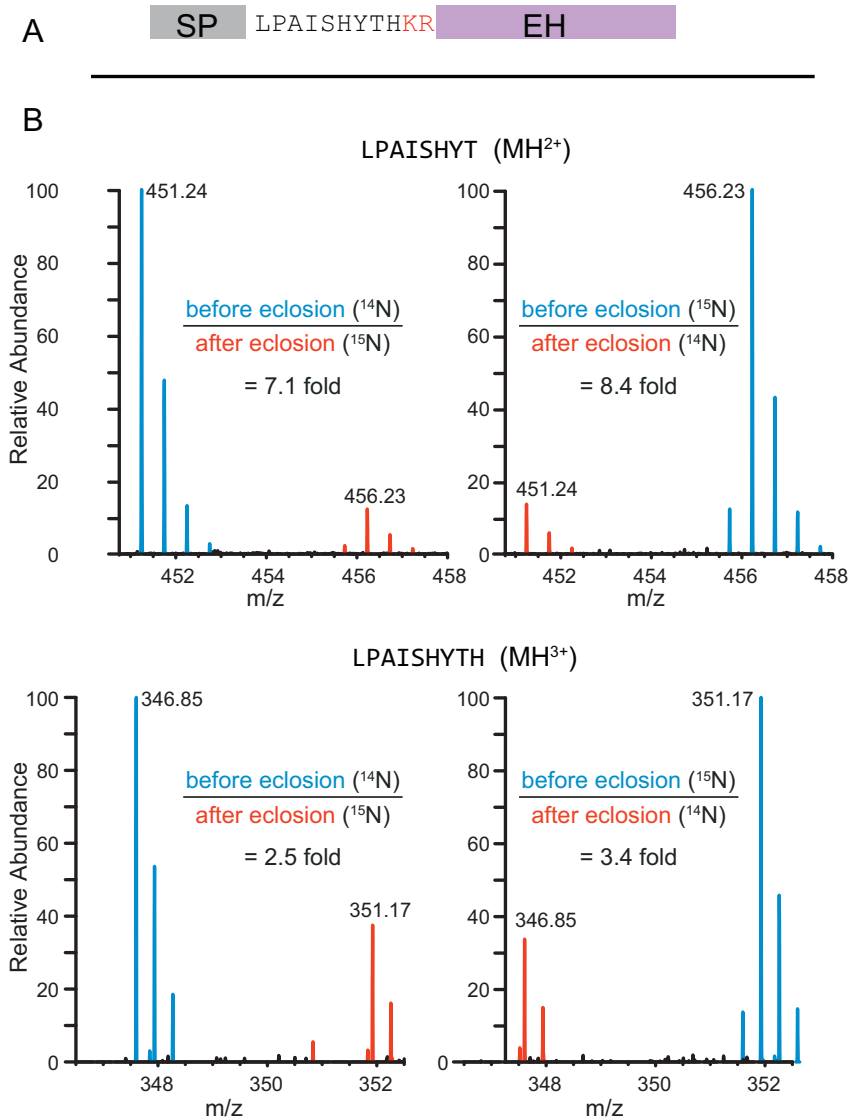 A
SP LPAISHYTHKR EH
B
LPAISHYT (MH²⁺)
Relative Abundance
100
80
60
40
20
0
451.24
before eclosion (¹⁴N)
after eclosion (¹⁵N)
= 7.1 fold
456.23
452 454 456 458
m/z
100
80
60
40
20
0
456.23
before eclosion (¹⁵N)
after eclosion (¹⁴N)
= 8.4 fold
451.24
452 454 456 458
m/z
LPAISHYTH (MH³⁺)
Relative Abundance
100
80
60
40
20
0
346.85
before eclosion (¹⁴N)
after eclosion (¹⁵N)
= 2.5 fold
351.17
348 350 352
m/z
100
80
60
40
20
0
351.17
before eclosion (¹⁵N)
after eclosion (¹⁴N)
= 3.4 fold
346.85
348 350 352
m/z